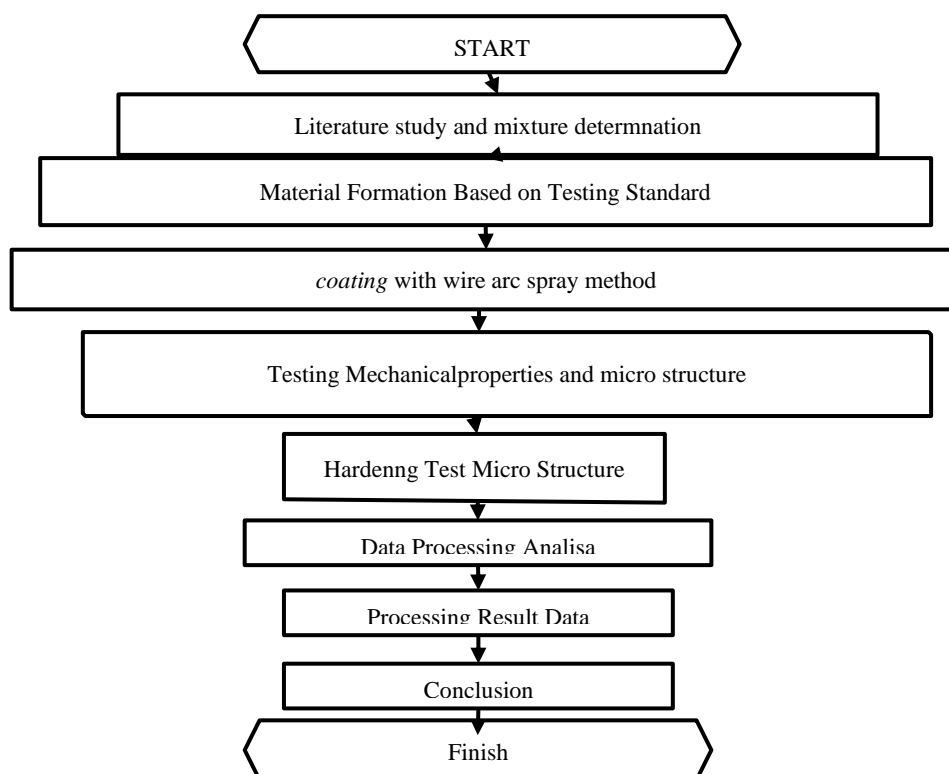 START
Literature study and mixture determnation
Material Formation Based on Testing Standard
coating with wire arc spray method
Testing Mechanicalproperties and micro structure
Hardenng Test Micro Structure
Data Processing Analisa
Processing Result Data
Conclusion
Finish